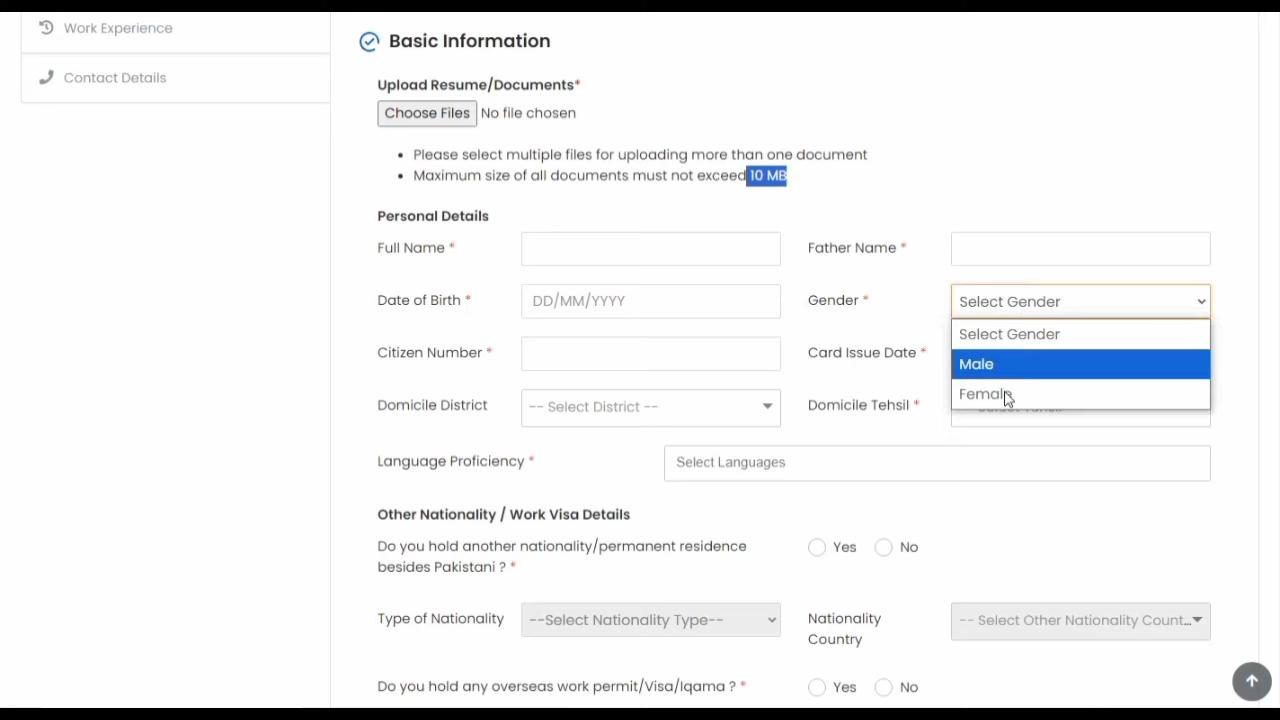 Work Experience
Contact Details
Basic Information
Upload Resume/Documents*
Choose Files No file chosen
Please select multiple files for uploading more than one document
Maximum size of all documents must not exceed 10 MB
Personal Details
Full Name *
Father Name *
Date of Birth * DD/MM/YYYY
Gender * Select Gender
Select Gender
Male
Female
Citizen Number *
Card Issue Date *
Domicile District -- Select District --
Domicile Tehsil *
Language Proficiency * Select Languages
Other Nationality / Work Visa Details
Do you hold another nationality/permanent residence
besides Pakistani ? *
Yes No
Type of Nationality --Select Nationality Type--
Nationality
Country
-- Select Other Nationality Count...
Do you hold any overseas work permit/Visa/Iqama ? * Yes No